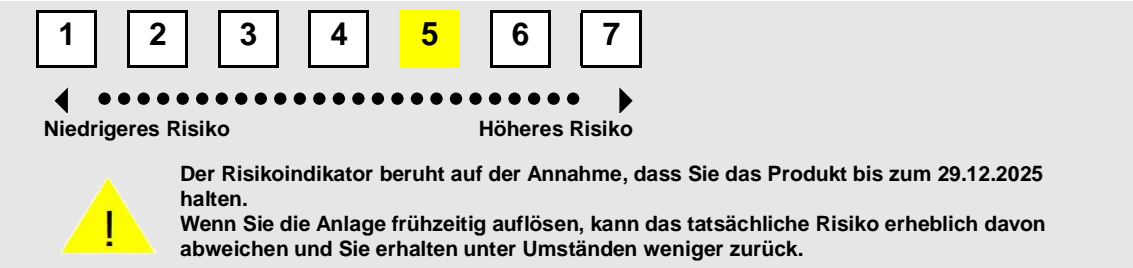 1 2 3 4 5 6 7
Niedrigeres Risiko Höheres Risiko
Der Risikoindikator beruht auf der Annahme, dass Sie das Produkt bis zum 29.12.2025
halten.
Wenn Sie die Anlage frühzeitig auflösen, kann das tatsächliche Risiko erheblich davon
! abweichen und Sie erhalten unter Umständen weniger zurück.